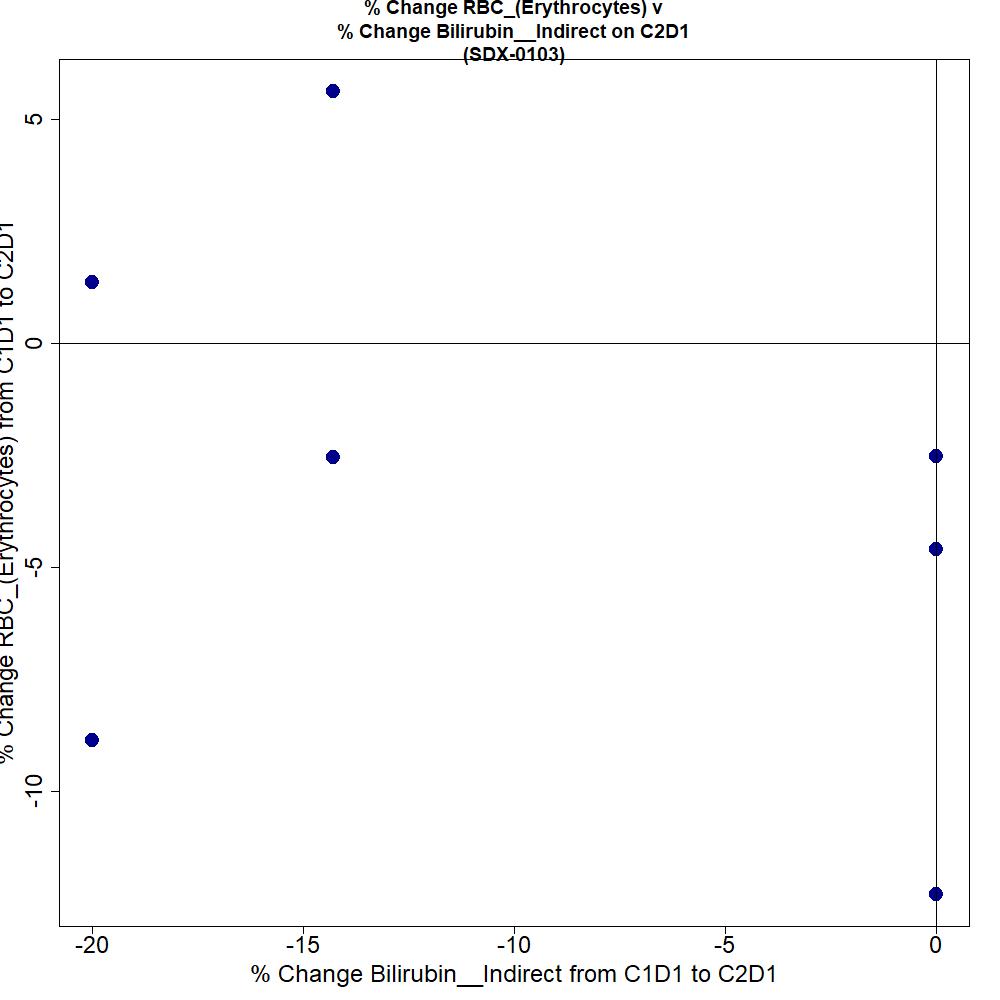 % Change RBC_(Erythrocytes) v
% Change Bilirubin__Indirect on C2D1
(SDX-0103)
% Change RBC_(Erythrocytes) from C1D1 to C2D1
5
0
-5
-10
-20
-15
-10
-5
0
% Change Bilirubin__Indirect from C1D1 to C2D1